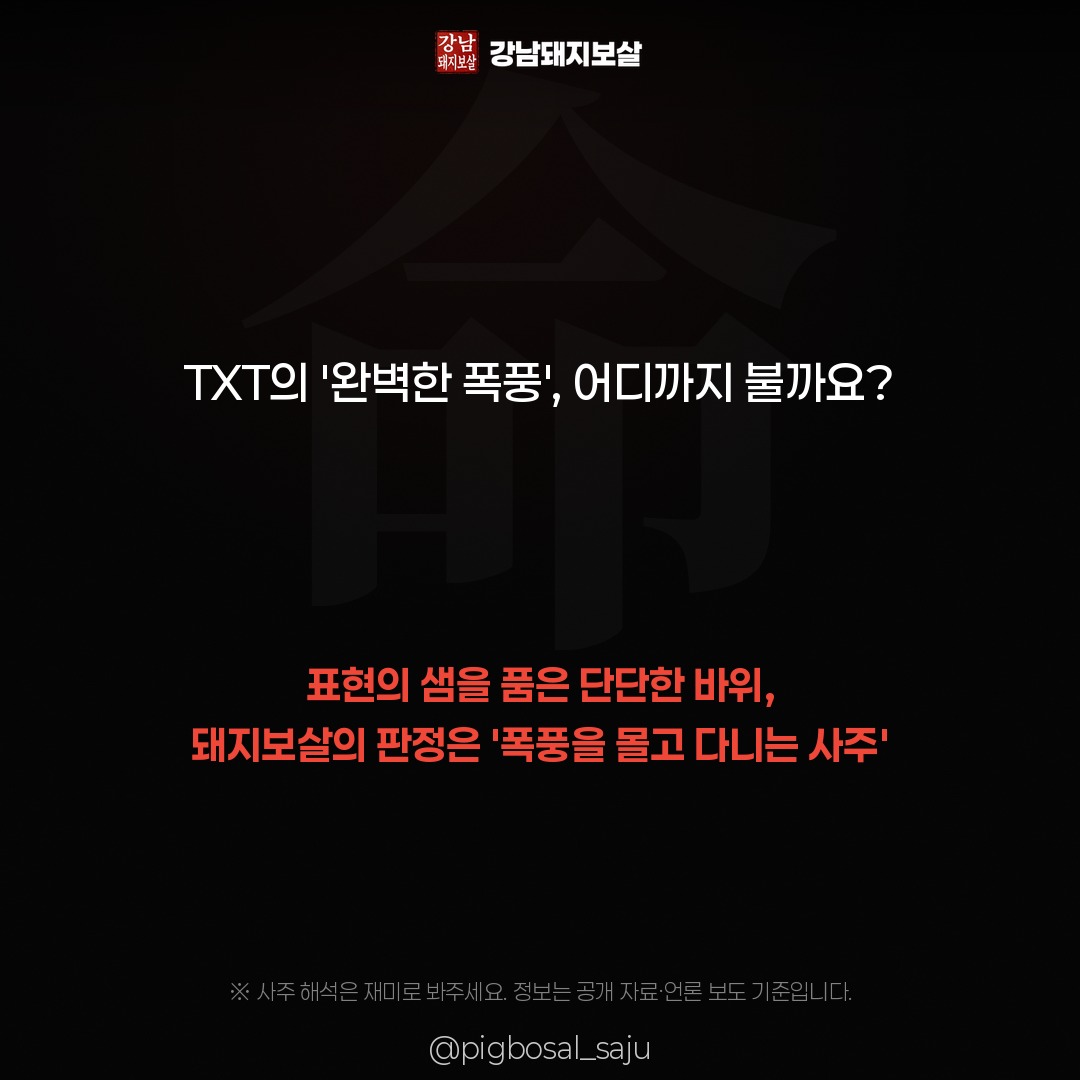 강남
돼지보살
강남돼지보살
命
TXT의 '완벽한 폭풍', 어디까지 불까요?
표현의 샘을 품은 단단한 바위,
돼지보살의 판정은 '폭풍을 몰고 다니는 사주'
※ 사주 해석은 재미로 봐주세요. 정보는 공개 자료·언론 보도 기준입니다.
@pigbosal_saju